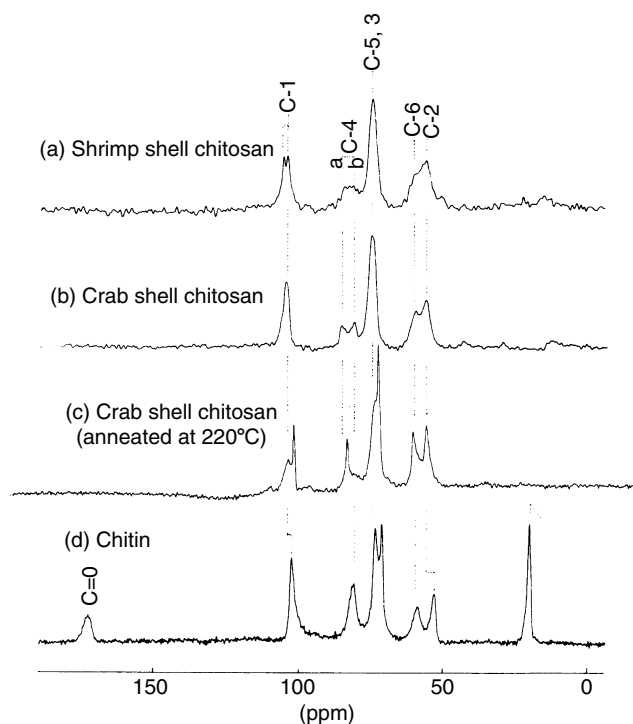 C-5, 3
C-1
C-4
a
b
C-6
C-2
(a) Shrimp shell chitosan
(b) Crab shell chitosan
(c) Crab shell chitosan
(anneated at 220°C)
(d) Chitin
C=0
150
100
50
0
(ppm)